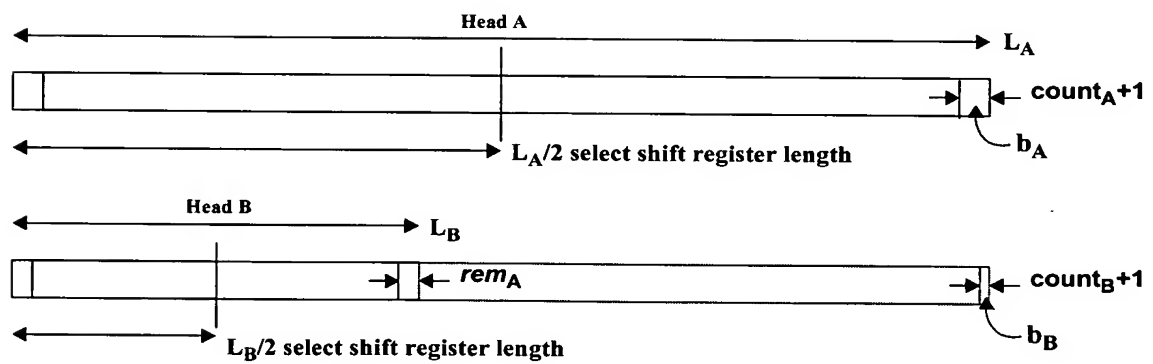 Head A
L_A
count_A+1
b_A
L_A/2 select shift register length
Head B
L_B
rem_A
count_B+1
b_B
L_B/2 select shift register length